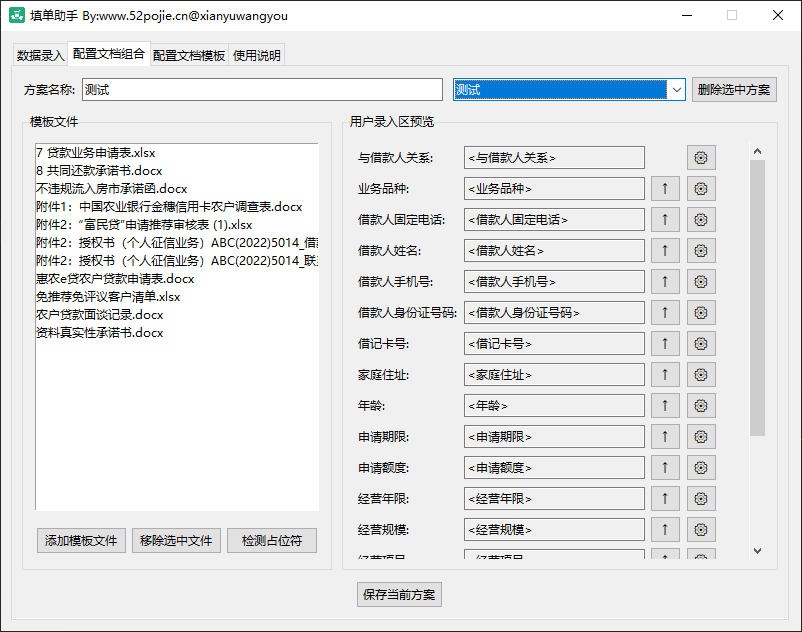 填单助手 By:www.52pojie.cn@xianyuwangyou
数据录入 配置文档组合 配置文档模板 使用说明
方案名称: 测试 测试 删除选中方案
模板文件
7 贷款业务申请表.xlsx
8 共同还款承诺书.docx
不违规流入房市承诺函.docx
附件1：中国农业银行金穗信用卡农户调查表.docx
附件2：“富民贷”申请推荐审核表 (1).xlsx
附件2：授权书（个人征信业务）ABC(2022)5014_借
附件2：授权书（个人征信业务）ABC(2022)5014_联
惠农e贷农户贷款申请表.docx
免推荐免评议客户清单.xlsx
农户贷款面谈记录.docx
资料真实性承诺书.docx
添加模板文件 移除选中文件 检测占位符
用户录入区预览
与借款人关系: <与借款人关系>
业务品种: <业务品种> ↑
借款人固定电话: <借款人固定电话> ↑
借款人姓名: <借款人姓名> ↑
借款人手机号: <借款人手机号> ↑
借款人身份证号码: <借款人身份证号码> ↑
借记卡号: <借记卡号> ↑
家庭住址: <家庭住址> ↑
年龄: <年龄> ↑
申请期限: <申请期限> ↑
申请额度: <申请额度> ↑
经营年限: <经营年限> ↑
经营规模: <经营规模> ↑
经营项目 经营项目
保存当前方案